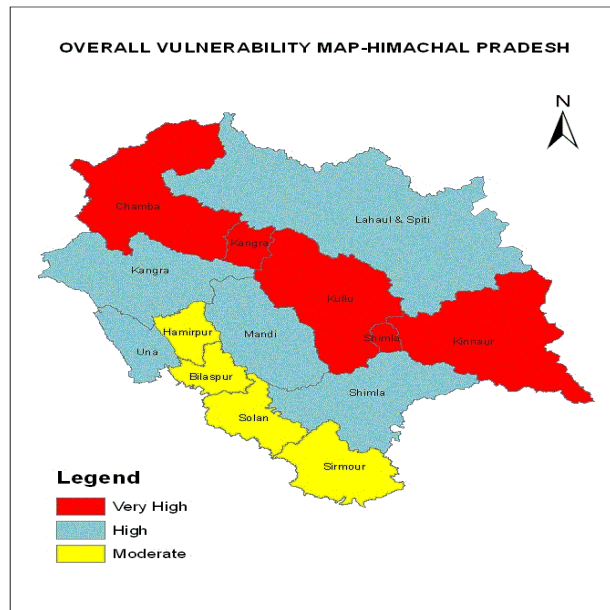 OVERALL VULNERABILITY MAP-HIMACHAL PRADESH
N
Chamba
Lahaul & Spiti
Kangra
Kangra
Kullu
Hamirpur
Mandi
Shimla
Kinnaur
Una
Bilaspur
Shimla
Solan
Sirmour
Legend
Very High
High
Moderate